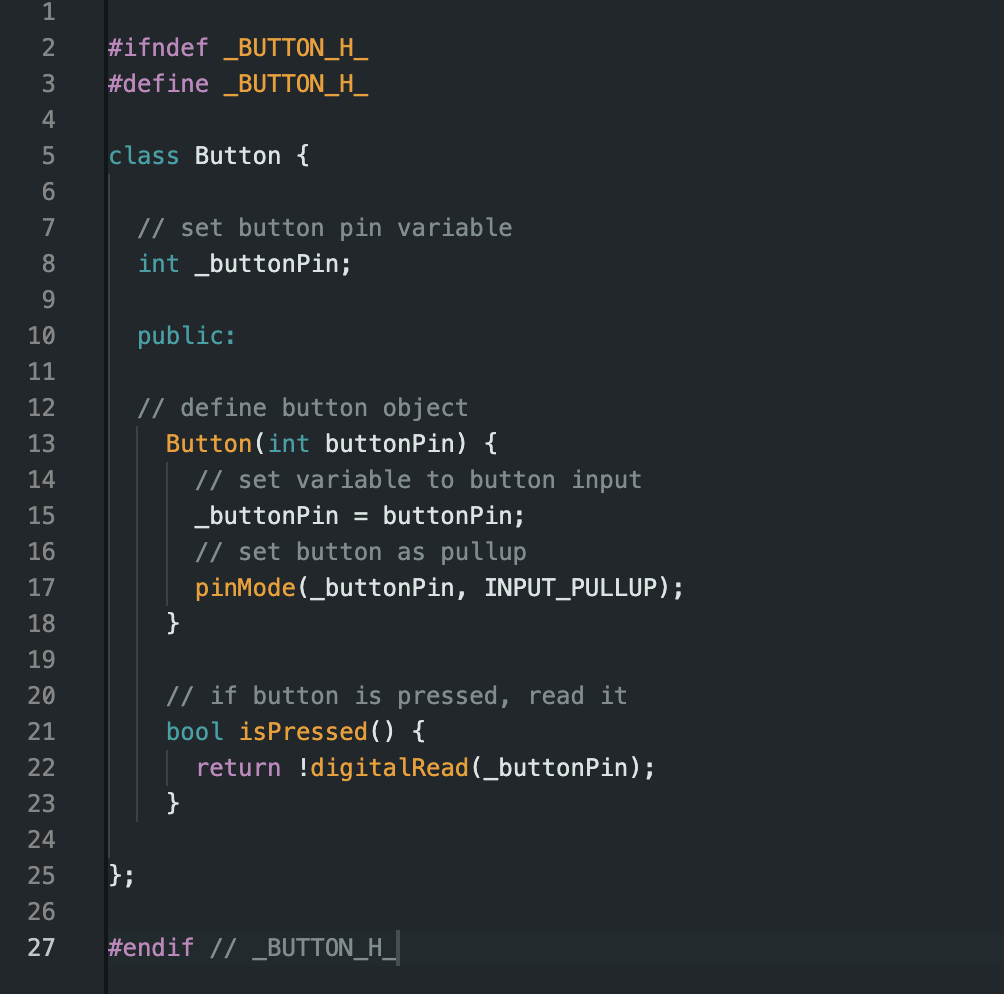 1
2 #ifndef _BUTTON_H_
3 #define _BUTTON_H_
4
5 class Button {
6
7   // set button pin variable
8   int _buttonPin;
9
10   public:
11
12   // define button object
13     Button(int buttonPin) {
14       // set variable to button input
15       _buttonPin = buttonPin;
16       // set button as pullup
17       pinMode(_buttonPin, INPUT_PULLUP);
18     }
19
20     // if button is pressed, read it
21     bool isPressed() {
22       return !digitalRead(_buttonPin);
23     }
24
25 };
26
27 #endif // _BUTTON_H_